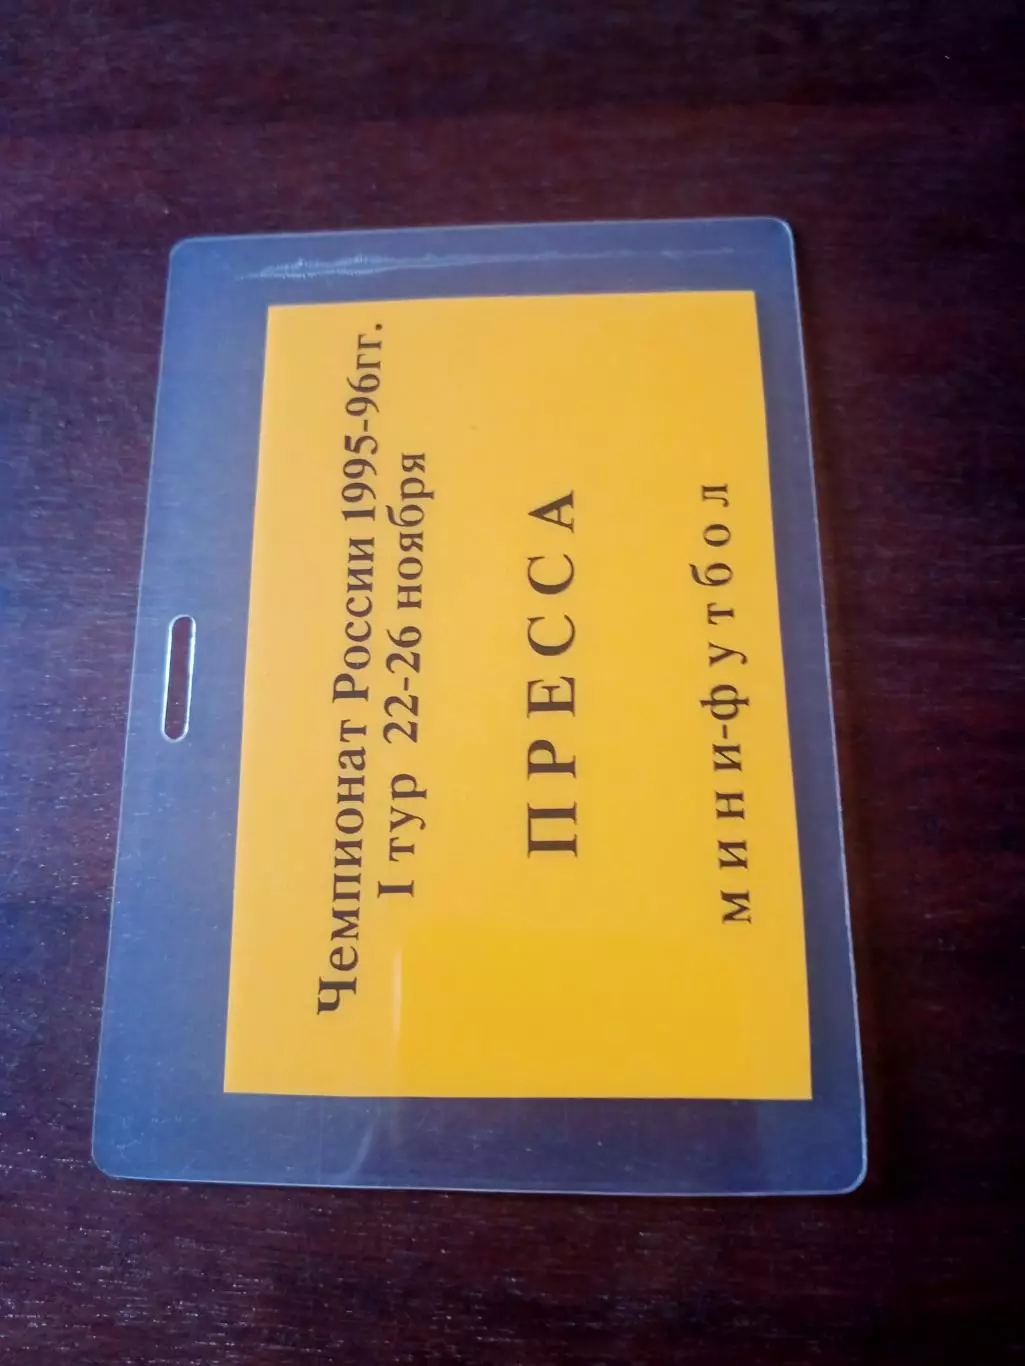 Чемпионат России 1995-96гг.
I тур 22-26 ноября
ПРЕССА
мини-футбол